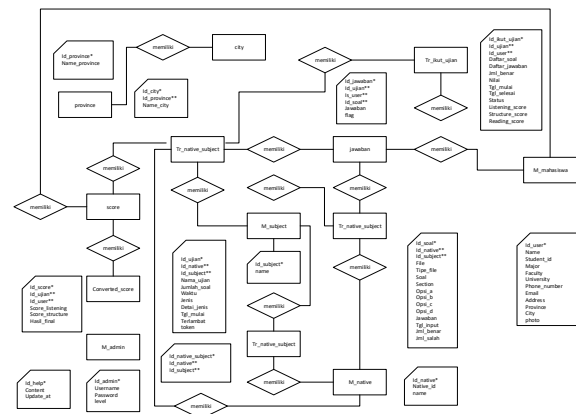 memiliki
city
Id_province*
Name_province
province
Id_city*
Id_province**
Name_city
memiliki
Tr_ikut_ujian
memiliki
Id_jawaban*
Id_ujian**
is_user**
Id_soal**
Jawaban
flag
Id_ikut_ujian*
Id_ujian**
Id_user**
Daftar_soal
Daftar_jawaban
Jml_benar
Nilai
Tgl_mulai
Tgl_selesai
Status
Listening_score
Structure_score
Reading_score
memiliki
Tr_native_subject
memiliki
jawaban
memiliki
M_mahasiswa
memiliki
score
memiliki
memiliki
memiliki
memiliki
M_subject
Tr_native_subject
Converted_score
Id_score*
Id_ujian**
Id_user**
Score_listening
Score_structure
Hasil_final
Id_ujian*
Id_native**
Id_subject**
Nama_ujian
Jumlah_soal
Waktu
Jenis
Detai_jenis
Tgl_mulai
Terlambat
token
Id_subject*
name
memiliki
memiliki
Id_soal*
Id_native**
Id_subject**
File
Tipe_file
Soal
Section
Opsi_a
Opsi_b
Opsi_c
Opsi_d
Jawaban
Tgl_input
Jml_benar
Jml_salah
Id_user*
Name
Student_id
Major
Faculty
University
Phone_number
Email
Address
Province
City
photo
M_admin
Tr_native_subject
Id_native_subject*
Id_native**
Id_subject**
memiliki
M_native
Id_help*
Content
Update_at
Id_admin*
Username
Password
level
memiliki
Id_native*
Native_id
name